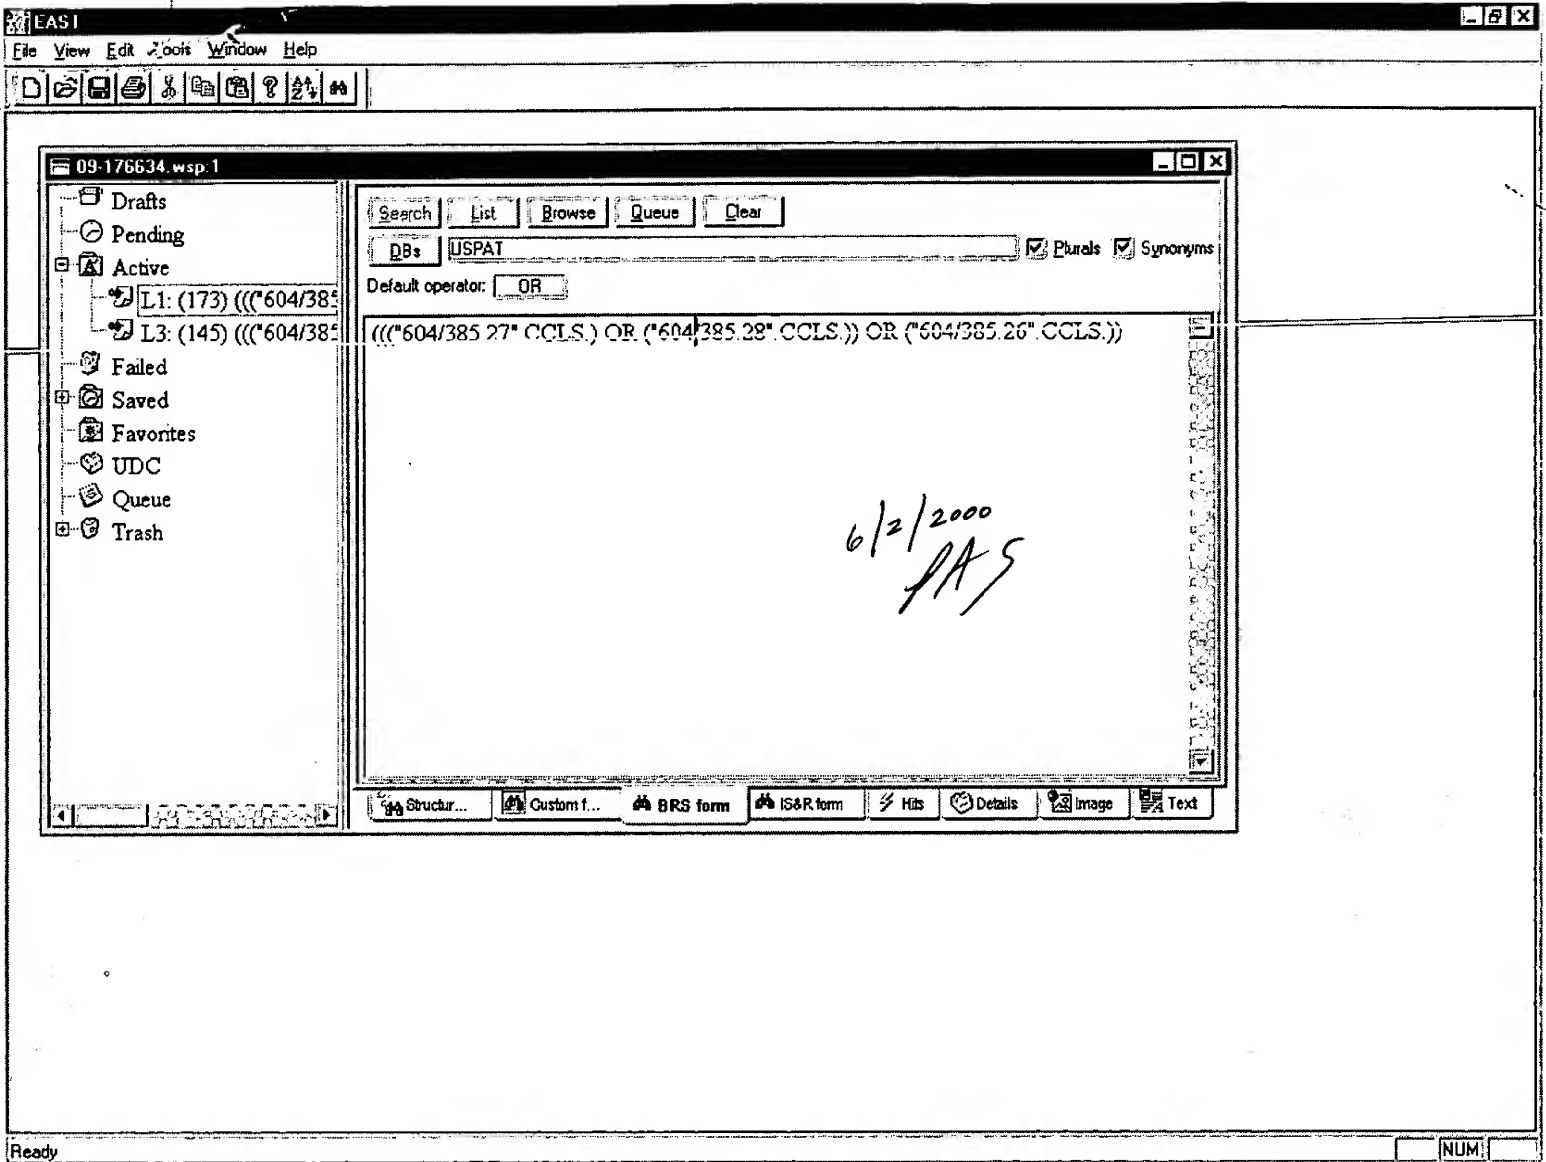 EAST
File View Edit Tools Window Help
09-176634.wsp:1
Drafts
Pending
Active
L1: (173) ((("604/385
L3: (145) ((("604/385
Failed
Saved
Favorites
UDC
Queue
Trash
Search List Browse Queue Clear
DBs USPAT Plurals Synonyms
Default operator: OR
((("604/385.27".CCLS.) OR ("604/385.28".CCLS.)) OR ("604/385.26".CCLS.))
6/2/2000
PAS
Structur... Custom f... BRS form IS&R form Hits Details Image Text
Ready NUM